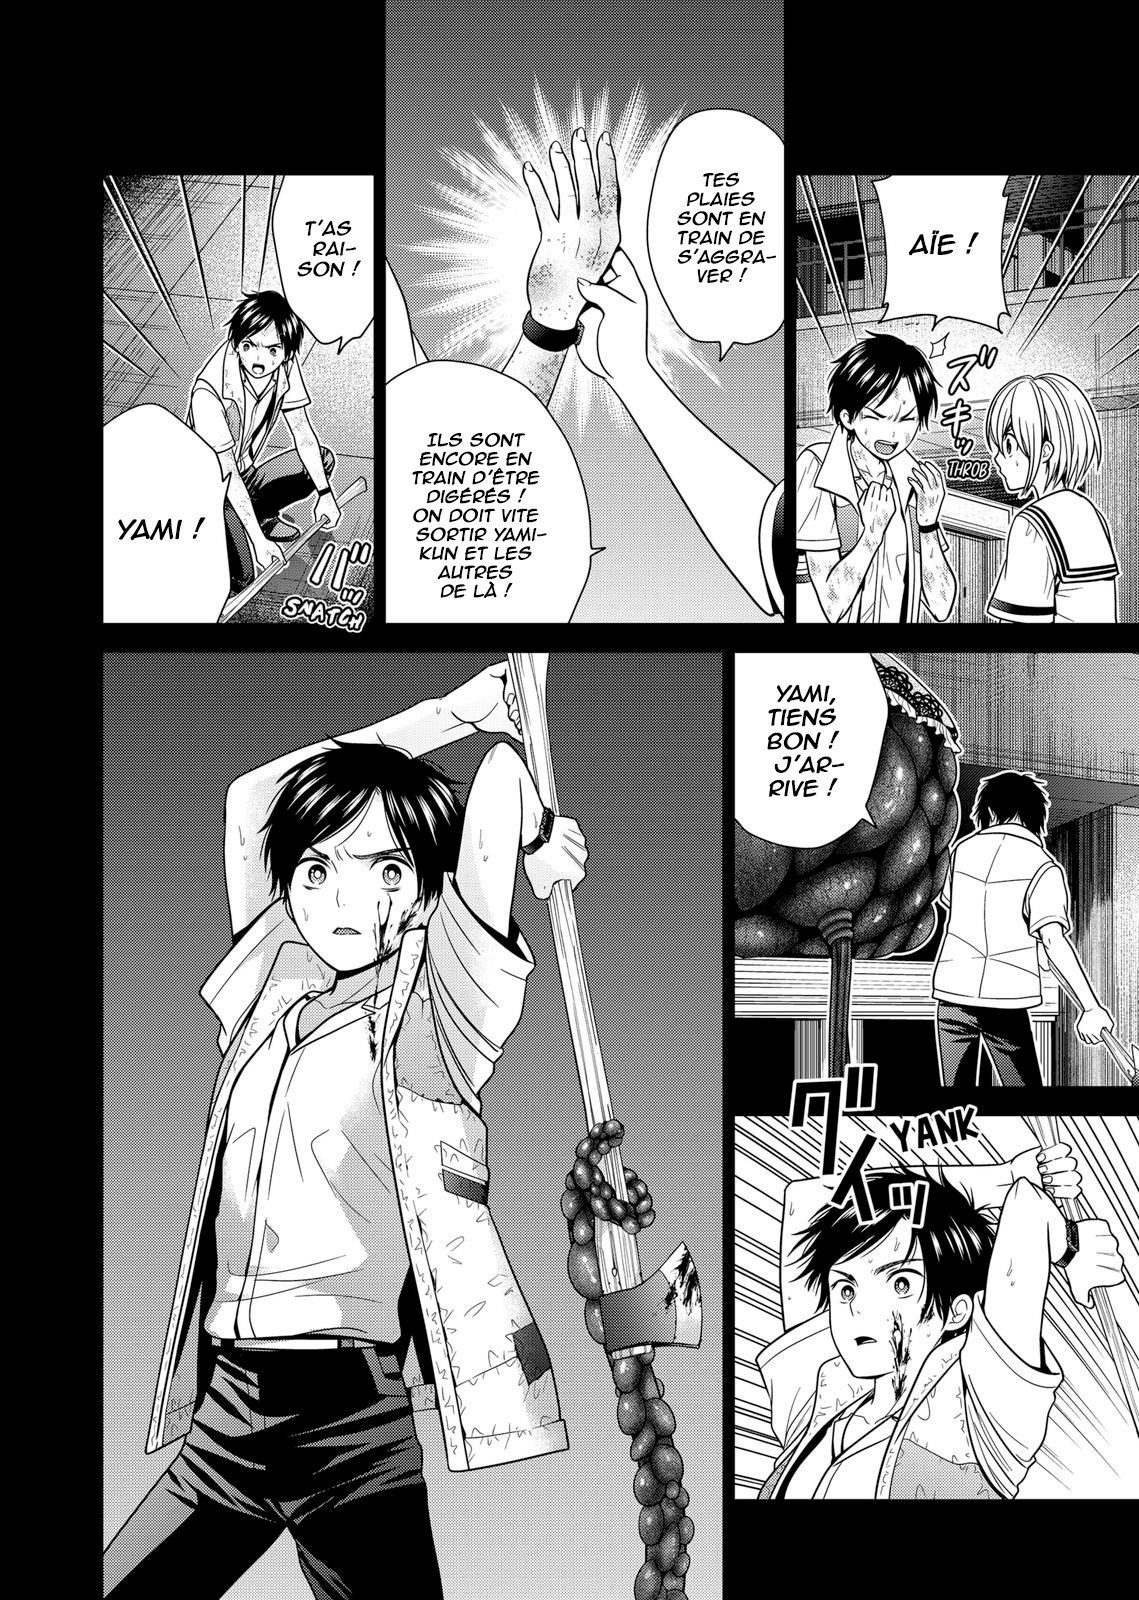 AÏE !
ズキッ
THROB
TES
PLAIES
SONT EN
TRAIN DE
S'AGGRA-
VER !
ILS SONT
ENCORE EN
TRAIN D'ÊTRE
DIGÉRÉS !
ON DOIT VITE
SORTIR YAMI-
KUN ET LES
AUTRES
DE LÀ !
T'AS
RAI-
SON !
YAMI !
バッ
SNATCH
YAMI,
TIENS
BON !
J'AR-
RIVE !
グイッ
YANK